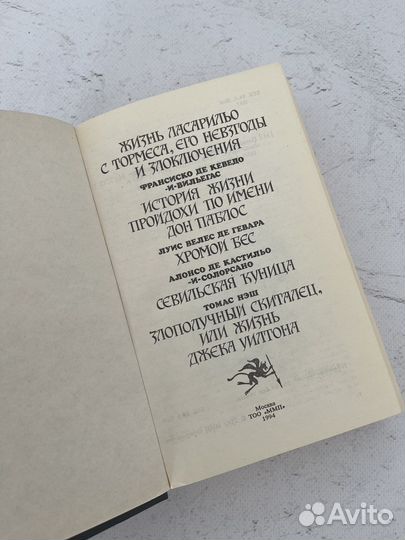 ЖИЗНЬ ЛАСАРИЛЬО
С ТОРМЕСА, ЕГО НЕВЗГОДЫ
И ЗЛОКЛЮЧЕНИЯ
ФРАНСИСКО ДЕ КЕВЕДО
-И-ВИЛЬЕГАС
ИСТОРИЯ ЖИЗНИ
ПРОЙДОХИ ПО ИМЕНИ
ДОН ПАБЛОС
ЛУИС ВЕЛЕС ДЕ ГЕВАРА
ХРОМОЙ БЕС
АЛОНСО ДЕ КАСТИЛЬО
-И-СОЛОРСАНО
СЕВИЛЬСКАЯ КУНИЦА
ТОМАС НЭШ
ЗЛОПОЛУЧНЫЙ СКИТАЛЕЦ,
ИЛИ ЖИЗНЬ
ДЖЕКА УИЛТОНА
Москва
ТОО «ММП»
1994
Avito